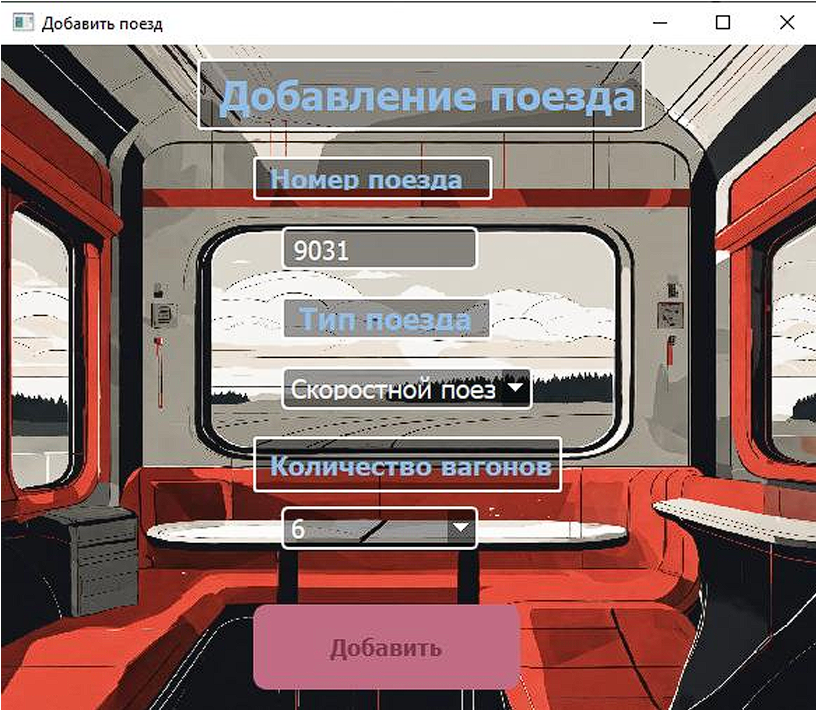 Добавить поезд
Добавление поезда
Номер поезда
9031
Тип поезда
Скоростной поез
Количество вагонов
6
Добавить